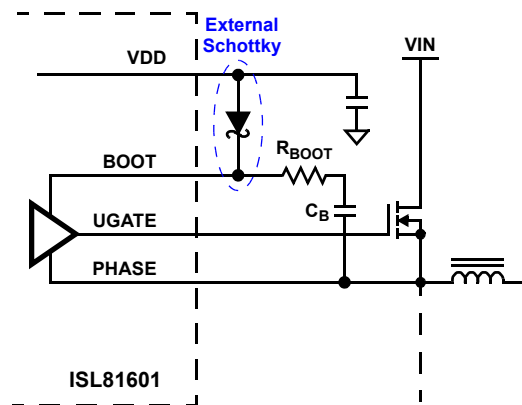 External
Schottky
VDD
VIN
BOOT
RBOOT
CB
UGATE
PHASE
ISL81601